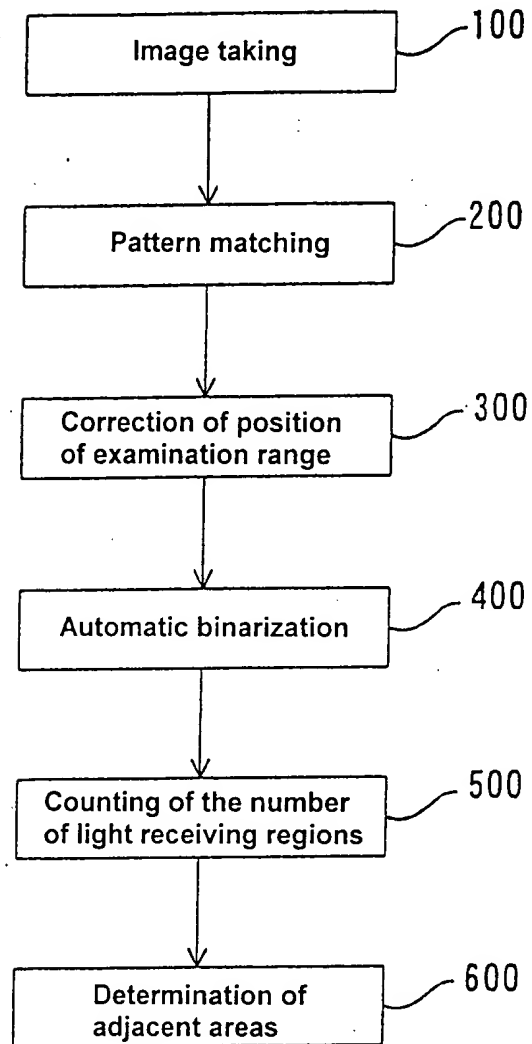 Image taking
100
Pattern matching
200
Correction of position
of examination range
300
Automatic binarization
400
Counting of the number
of light receiving regions
500
Determination of
adjacent areas
600